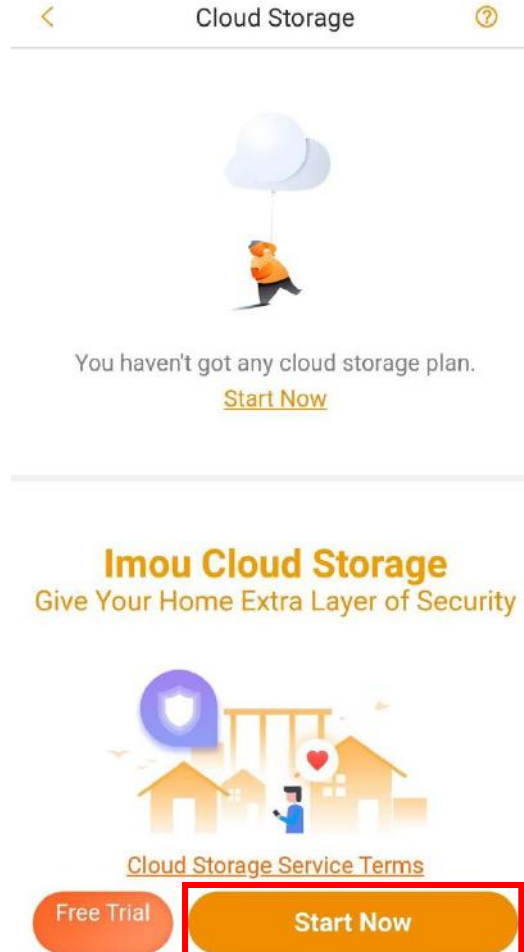 Cloud Storage
You haven't got any cloud storage plan.
Start Now
Imou Cloud Storage
Give Your Home Extra Layer of Security
Cloud Storage Service Terms
Free Trial
Start Now